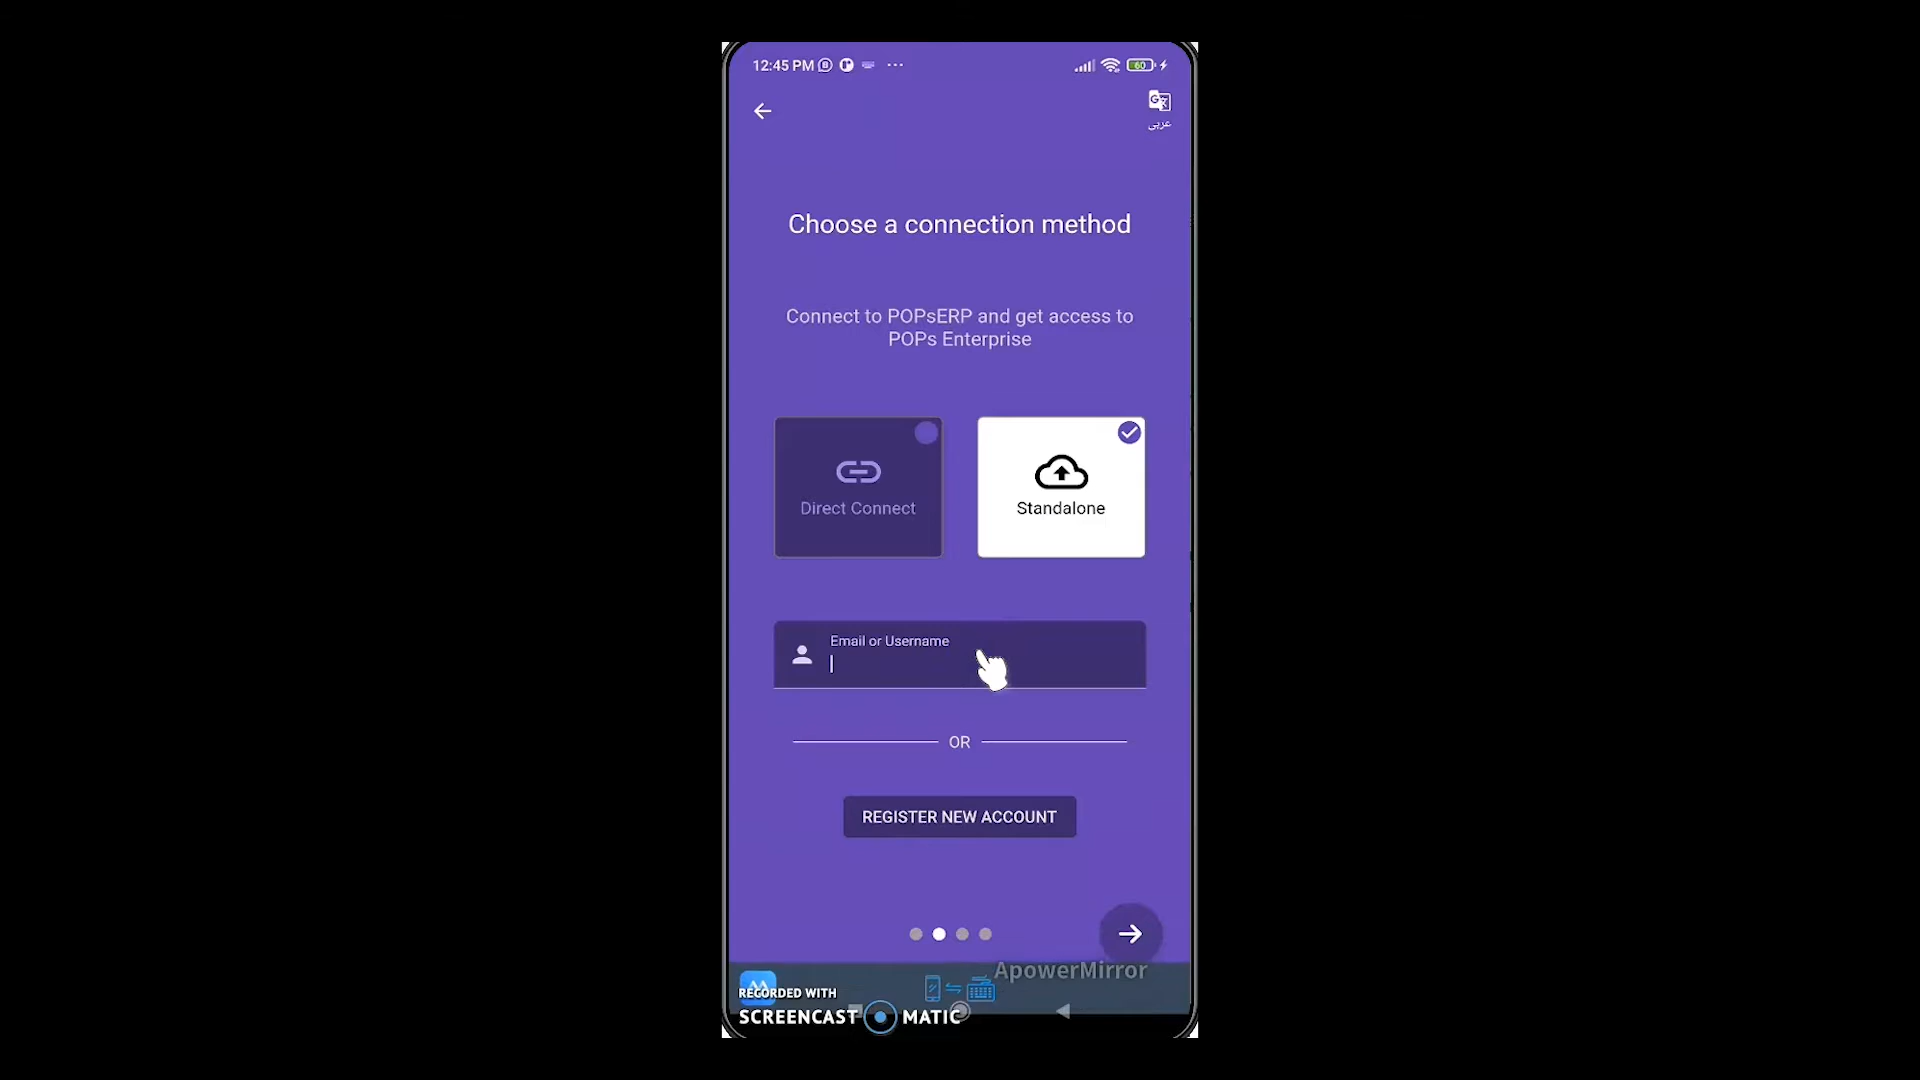 12:45 PM
60
عربي
Choose a connection method
Connect to POPsERP and get access to
POPs Enterprise
Direct Connect
Standalone
Email or Username
OR
REGISTER NEW ACCOUNT
ApowerMirror
RECORDED WITH
SCREENCAST MATIC